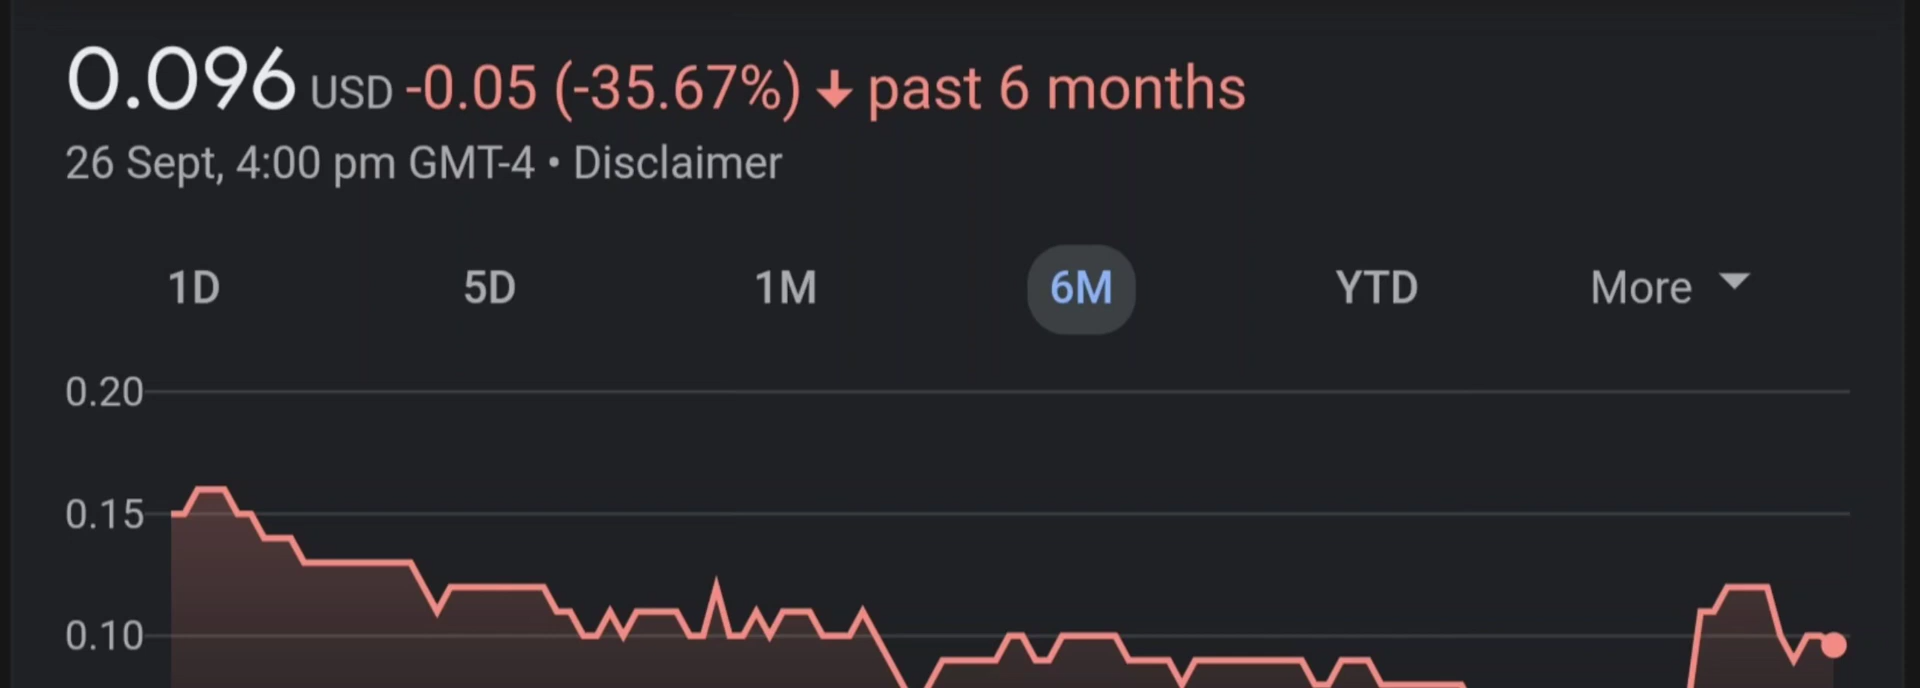 0.096 USD -0.05 (-35.67%) ↓ past 6 months
26 Sept, 4:00 pm GMT-4 • Disclaimer
1D 5D 1M 6M YTD More
0.20
0.15
0.10